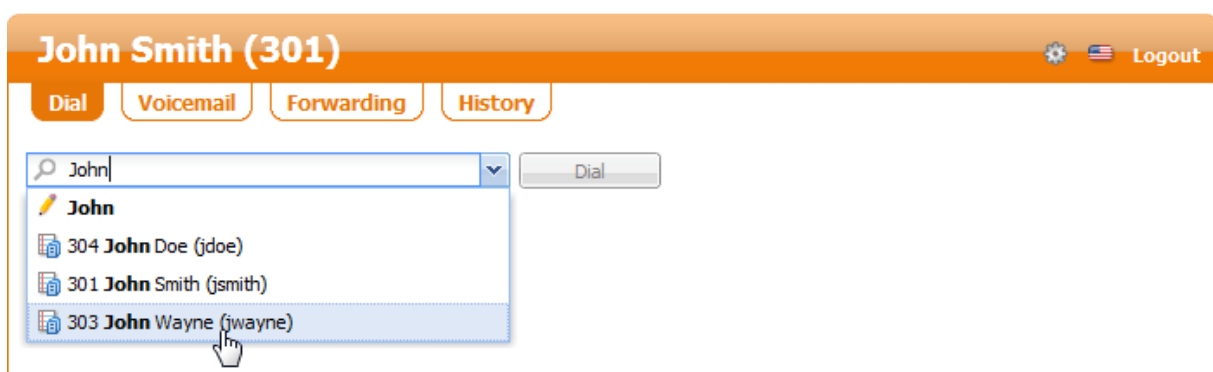 John Smith (301)
Logout
Dial Voicemail Forwarding History
John Dial
John
304 John Doe (jdoe)
301 John Smith (jsmith)
303 John Wayne (jwayne)